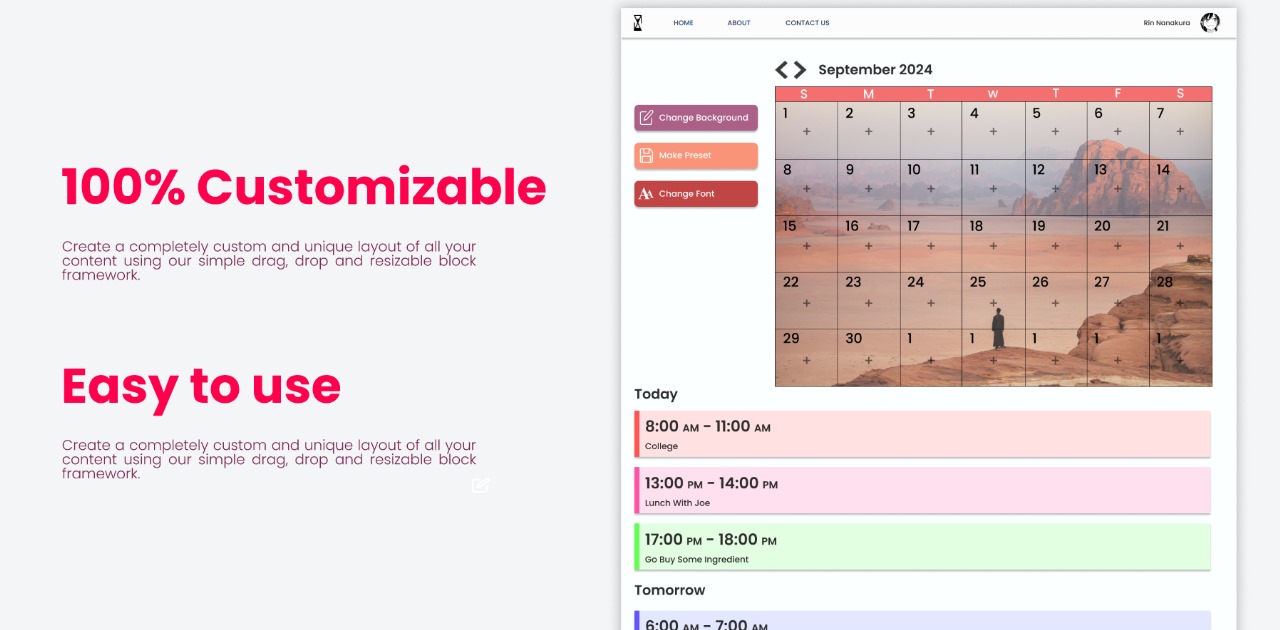 100% Customizable
Create a completely custom and unique layout of all your
content using our simple drag, drop and resizable block
framework.
Easy to use
Create a completely custom and unique layout of all your
content using our simple drag, drop and resizable block
framework.
HOME ABOUT CONTACT US Rin Nanakura
September 2024
Change Background
Make Preset
Change Font
S M T W T F S
1 2 3 4 5 6 7
+ + + + + + +
8 9 10 11 12 13 14
+ + + + + + +
15 16 17 18 19 20 21
+ + + + + + +
22 23 24 25 26 27 28
+ + + + + + +
29 30 1 1 1 1 1
+ + + + + + +
Today
8:00 AM - 11:00 AM
College
13:00 PM - 14:00 PM
Lunch With Joe
17:00 PM - 18:00 PM
Go Buy Some Ingredient
Tomorrow
6:00 AM - 7:00 AM